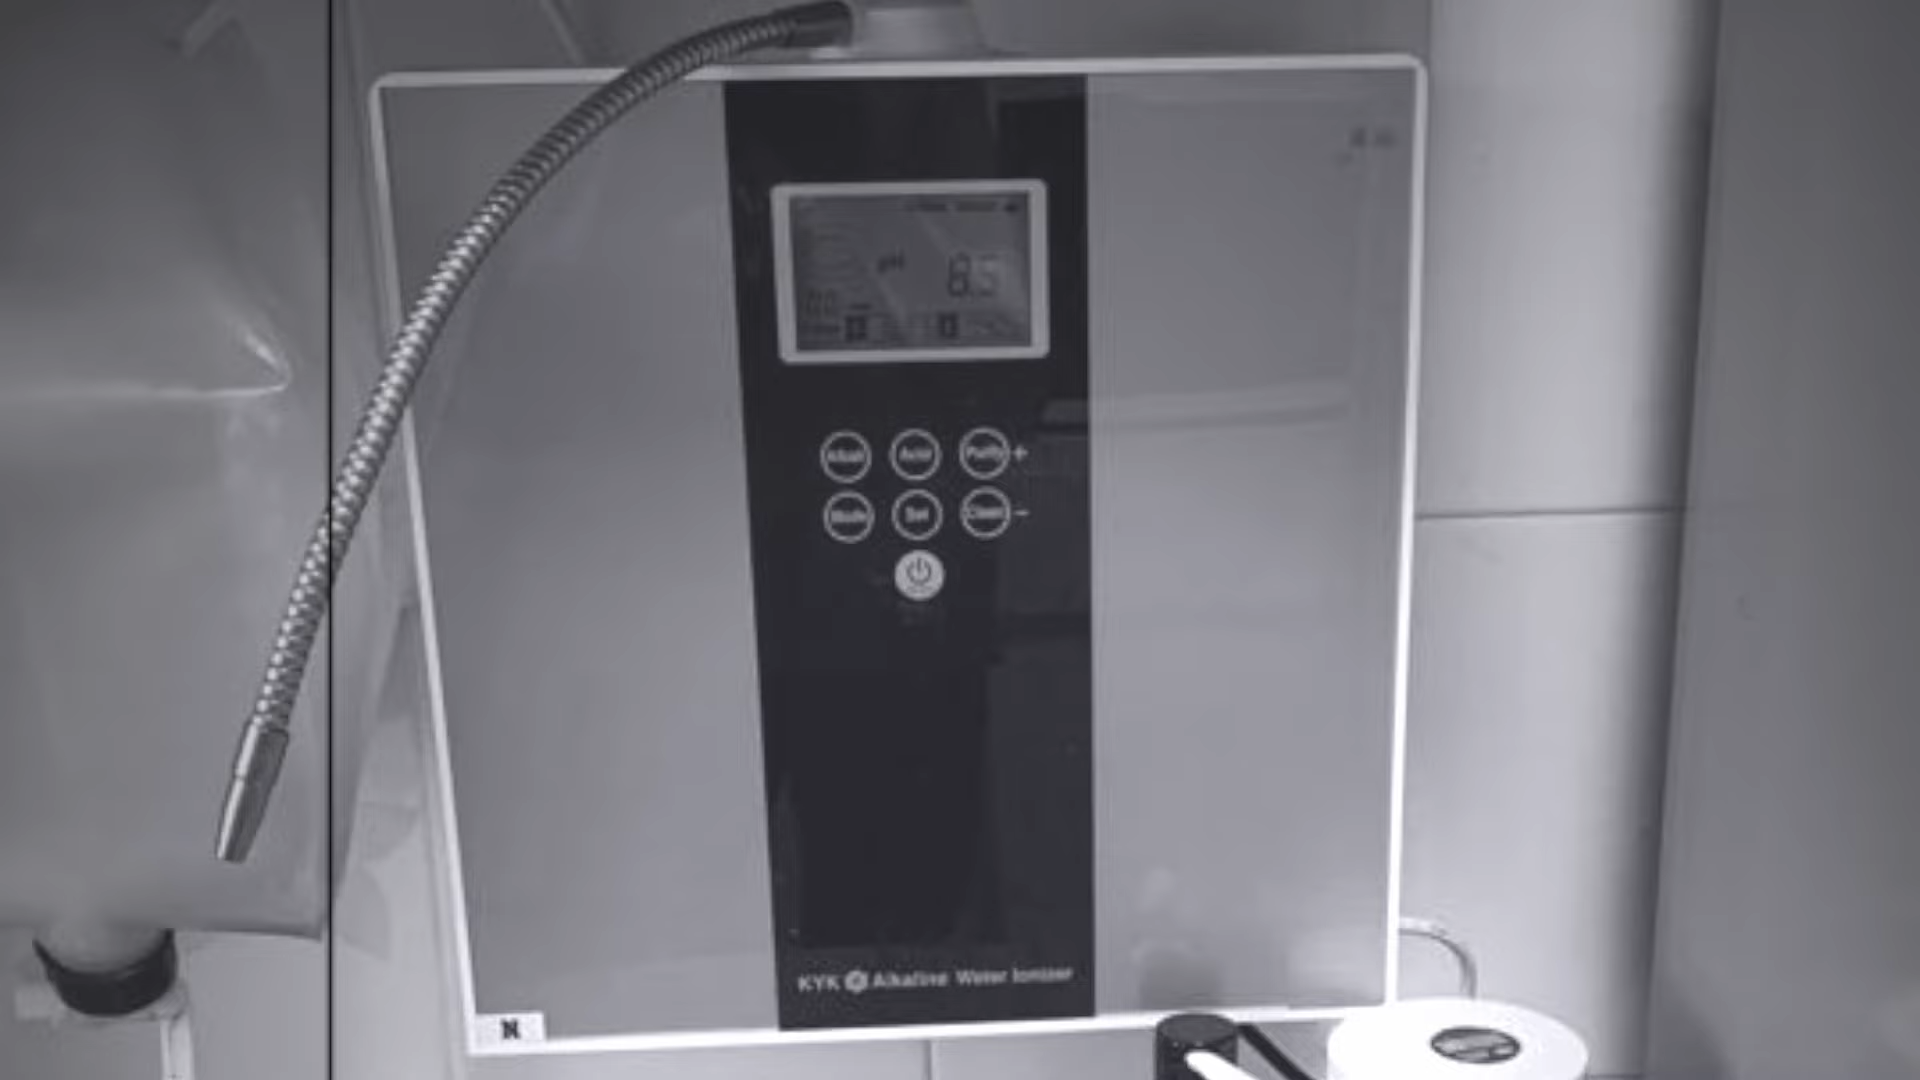 pH 8.5
Alkali Acid Purify +
Mode Set Clean -
KYK Alkaline Water Ionizer
N